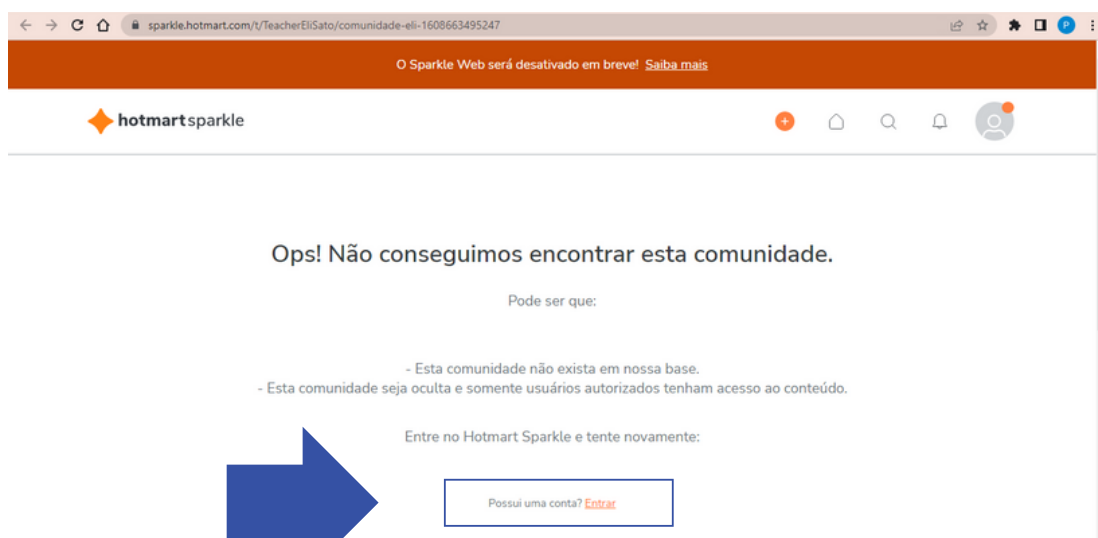 sparkle.hotmart.com/t/TeacherEliSato/comunidade-eli-1608663495247
P
O Sparkle Web será desativado em breve! Saiba mais
hotmart sparkle
Ops! Não conseguimos encontrar esta comunidade.
Pode ser que:
- Esta comunidade não exista em nossa base.
- Esta comunidade seja oculta e somente usuários autorizados tenham acesso ao conteúdo.
Entre no Hotmart Sparkle e tente novamente:
Possui uma conta? Entrar